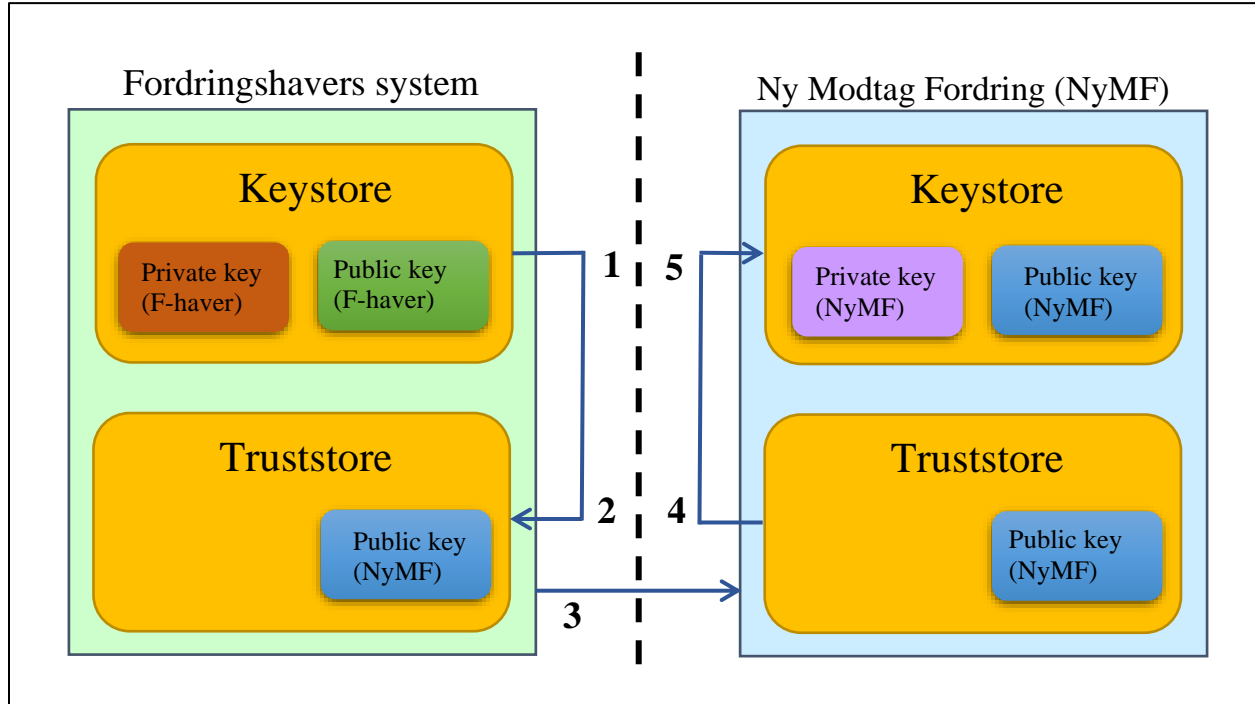 Fordringshavers system
Keystore
Private key
(F-haver)
Public key
(F-haver)
Truststore
Public key
(NyMF)
1
2
3
Ny Modtag Fordring (NyMF)
5
4
Keystore
Private key
(NyMF)
Public key
(NyMF)
Truststore
Public key
(NyMF)